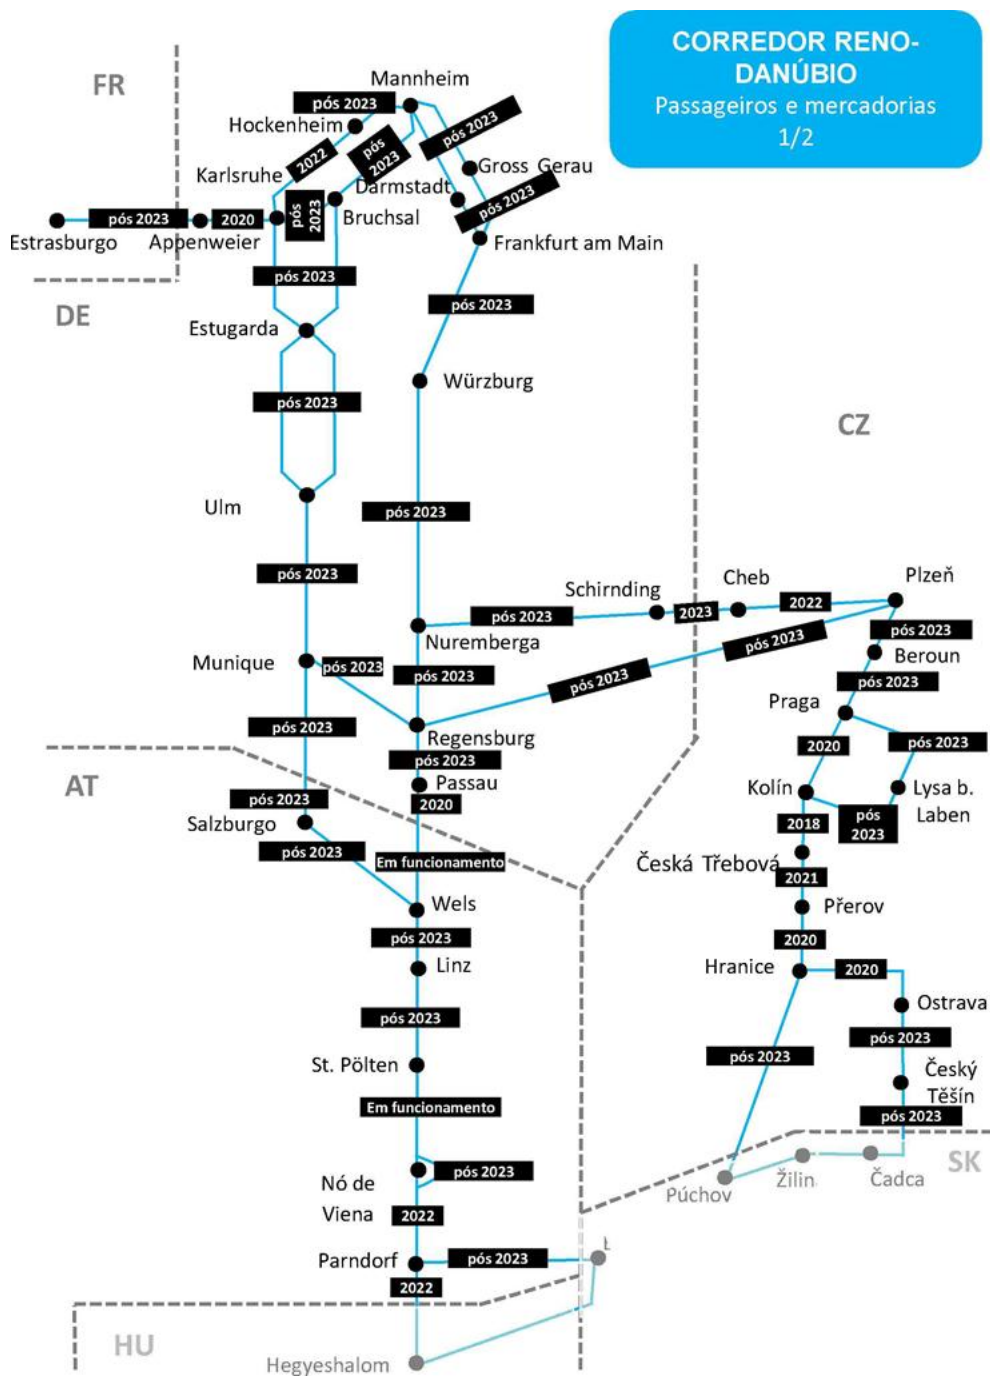 CORREDOR RENO-
DANÚBIO
Passageiros e mercadorias
1/2
FR
Mannheim
pós 2023
Hockenheim
pós 2023
pós
2023
2022
Karlsruhe
Gross Gerau
Darmstadt
pós 2023
pós
2023
Bruchsal
pós 2023
2020
Estrasburgo
Appenweier
Frankfurt am Main
pós 2023
pós 2023
DE
Estugarda
Würzburg
pós 2023
CZ
Ulm
pós 2023
pós 2023
Schirnding
Cheb
Plzeň
pós 2023
2023
2022
Nuremberga
pós 2023
pós 2023
Beroun
Munique
pós 2023
pós 2023
pós 2023
pós 2023
Praga
pós 2023
Regensburg
2020
pós 2023
pós 2023
AT
Passau
Kolín
Lysa b.
Laben
pós 2023
2020
Salzburgo
2018
pós
2023
pós 2023
Em funcionamento
Česká Třebová
2021
Wels
Přerov
pós 2023
2020
Linz
Hranice
2020
Ostrava
pós 2023
pós 2023
pós 2023
St. Pölten
Český
Těšín
Em funcionamento
pós 2023
SK
pós 2023
Nó de
Viena
Púchov
Žilin
Čadca
2022
Parndorf
pós 2023
2022
HU
Hegyeshalom